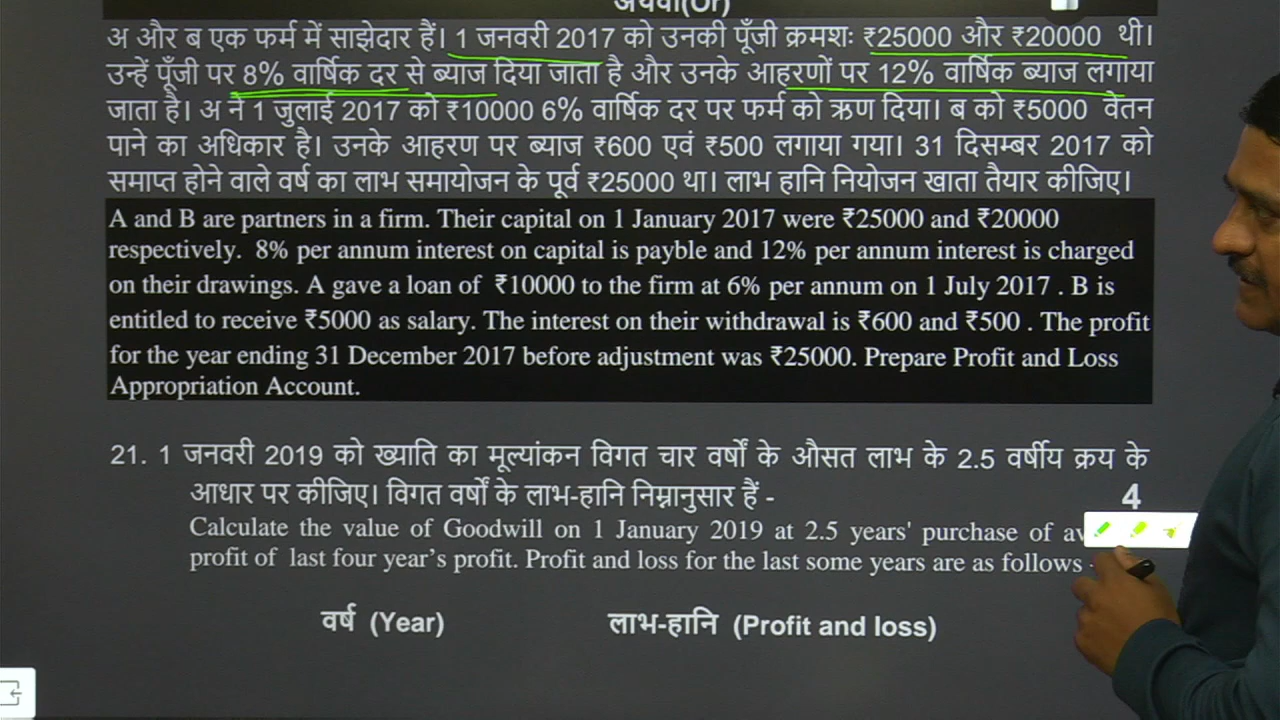 अथवा(Or)
अ और ब एक फर्म में साझेदार हैं। 1 जनवरी 2017 को उनकी पूँजी क्रमशः ₹25000 और ₹20000 थी।
उन्हें पूँजी पर 8% वार्षिक दर से ब्याज दिया जाता है और उनके आहरणों पर 12% वार्षिक ब्याज लगाया
जाता है। अ ने 1 जुलाई 2017 को ₹10000 6% वार्षिक दर पर फर्म को ऋण दिया। ब को ₹5000 वेतन
पाने का अधिकार है। उनके आहरण पर ब्याज ₹600 एवं ₹500 लगाया गया। 31 दिसम्बर 2017 को
समाप्त होने वाले वर्ष का लाभ समायोजन के पूर्व ₹25000 था। लाभ हानि नियोजन खाता तैयार कीजिए।
A and B are partners in a firm. Their capital on 1 January 2017 were ₹25000 and ₹20000
respectively. 8% per annum interest on capital is payble and 12% per annum interest is charged
on their drawings. A gave a loan of ₹10000 to the firm at 6% per annum on 1 July 2017 . B is
entitled to receive ₹5000 as salary. The interest on their withdrawal is ₹600 and ₹500 . The profit
for the year ending 31 December 2017 before adjustment was ₹25000. Prepare Profit and Loss
Appropriation Account.
21. 1 जनवरी 2019 को ख्याति का मूल्यांकन विगत चार वर्षों के औसत लाभ के 2.5 वर्षीय क्रय के
आधार पर कीजिए। विगत वर्षों के लाभ-हानि निम्नानुसार हैं - 4
Calculate the value of Goodwill on 1 January 2019 at 2.5 years' purchase of
profit of last four year's profit. Profit and loss for the last some years are as follows -
वर्ष (Year) लाभ-हानि (Profit and loss)